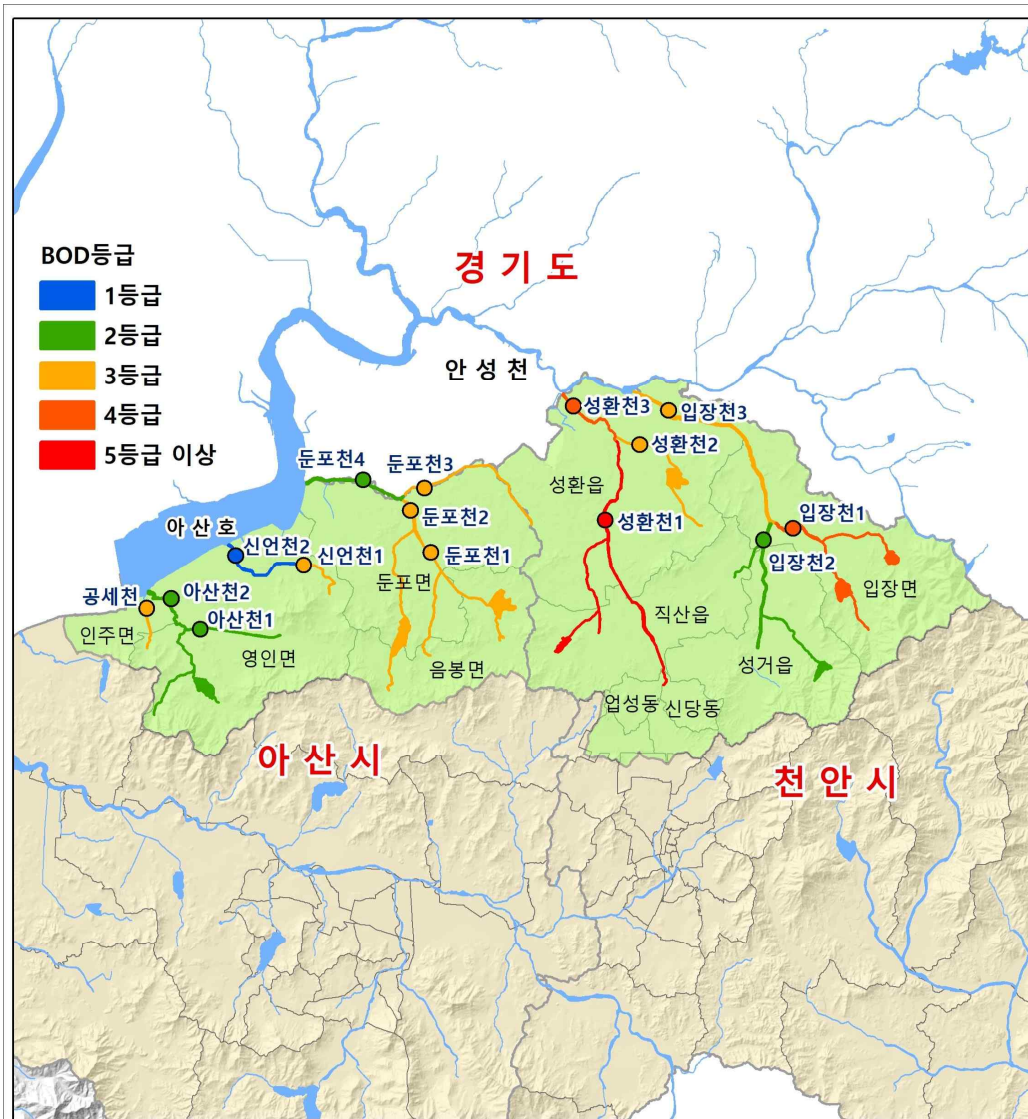 경 기 도
BOD등급
1등급
2등급
3등급
4등급
5등급 이상
안 성 천
성환천3
입장천3
성환천2
둔포천4
둔포천3
성환읍
둔포천2
성환천1
입장천1
아 산 호
신언천2
신언천1
둔포천1
입장천2
둔포면
입장면
공세천
아산천2
아산천1
직산읍
인주면
영인면
음봉면
성거읍
업성동
신당동
아 산 시
천 안 시